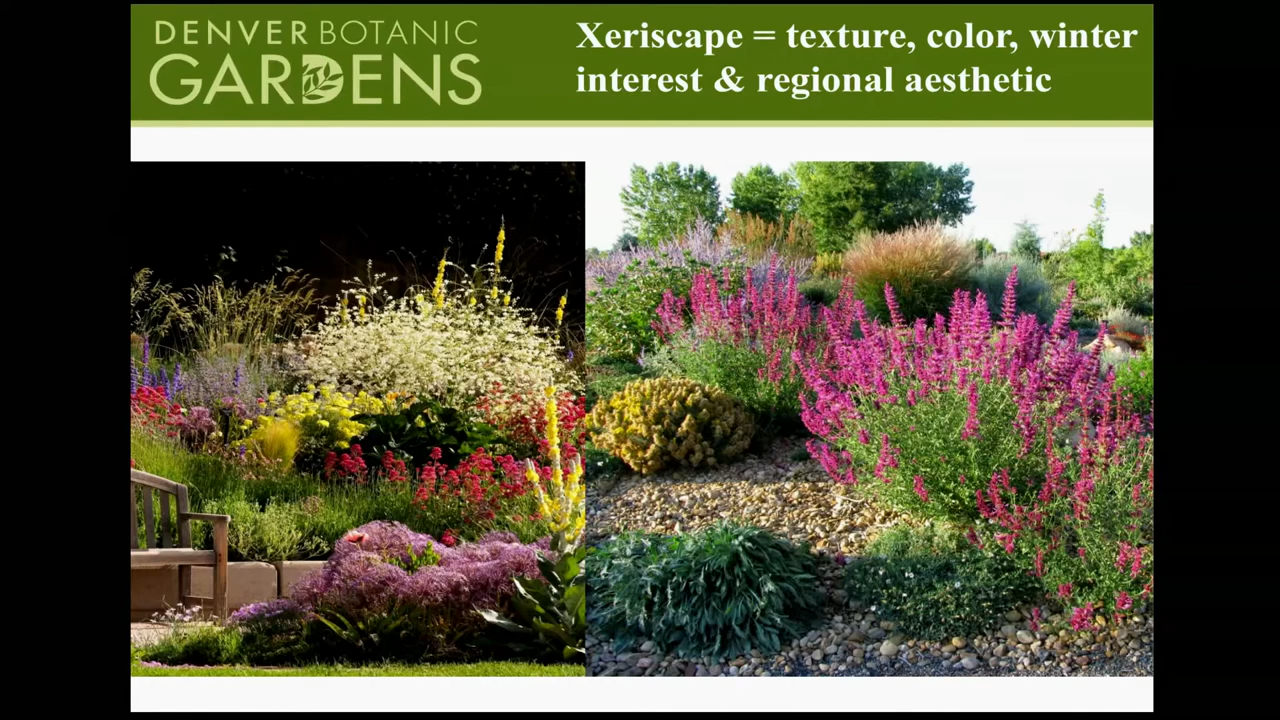 DENVER BOTANIC
GARDENS
Xeriscape = texture, color, winter
interest & regional aesthetic